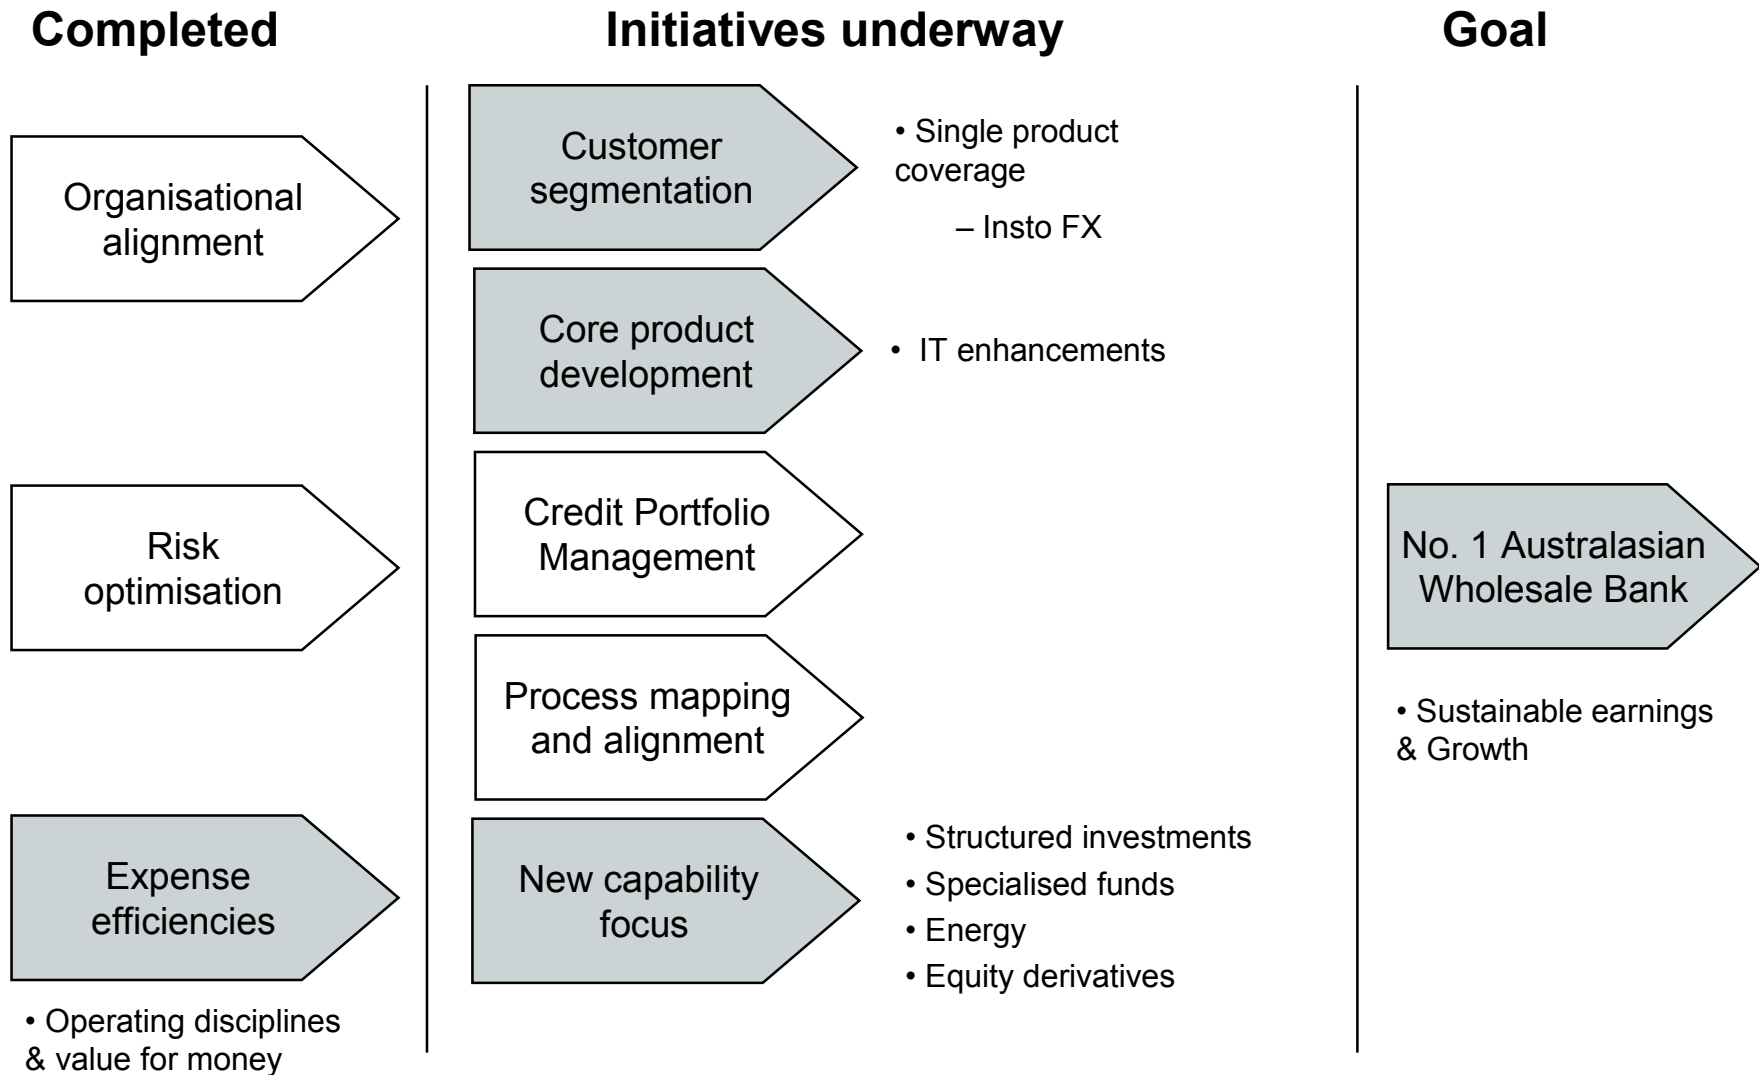 Completed
Initiatives underway
Goal
Organisational
alignment
Risk
optimisation
Expense
efficiencies
• Operating disciplines
& value for money
Customer
segmentation
• Single product
coverage
– Insto FX
Core product
development
• IT enhancements
Credit Portfolio
Management
Process mapping
and alignment
New capability
focus
• Structured investments
• Specialised funds
• Energy
• Equity derivatives
No. 1 Australasian
Wholesale Bank
• Sustainable earnings
& Growth